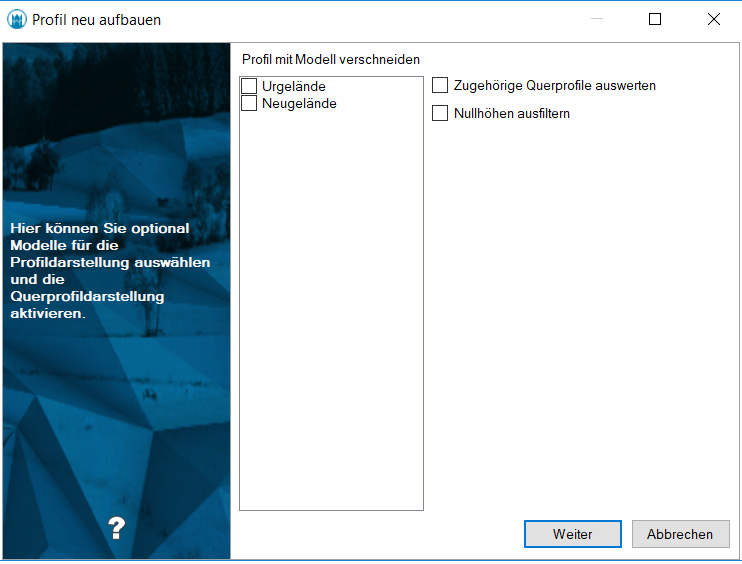 Profil neu aufbauen
Hier können Sie optional
Modelle für die
Profildarstellung auswählen
und die
Querprofildarstellung
aktivieren.
?
Profil mit Modell verschneiden
Urgelände
Neugelände
Zugehörige Querprofile auswerten
Nullhöhen ausfiltern
Weiter
Abbrechen